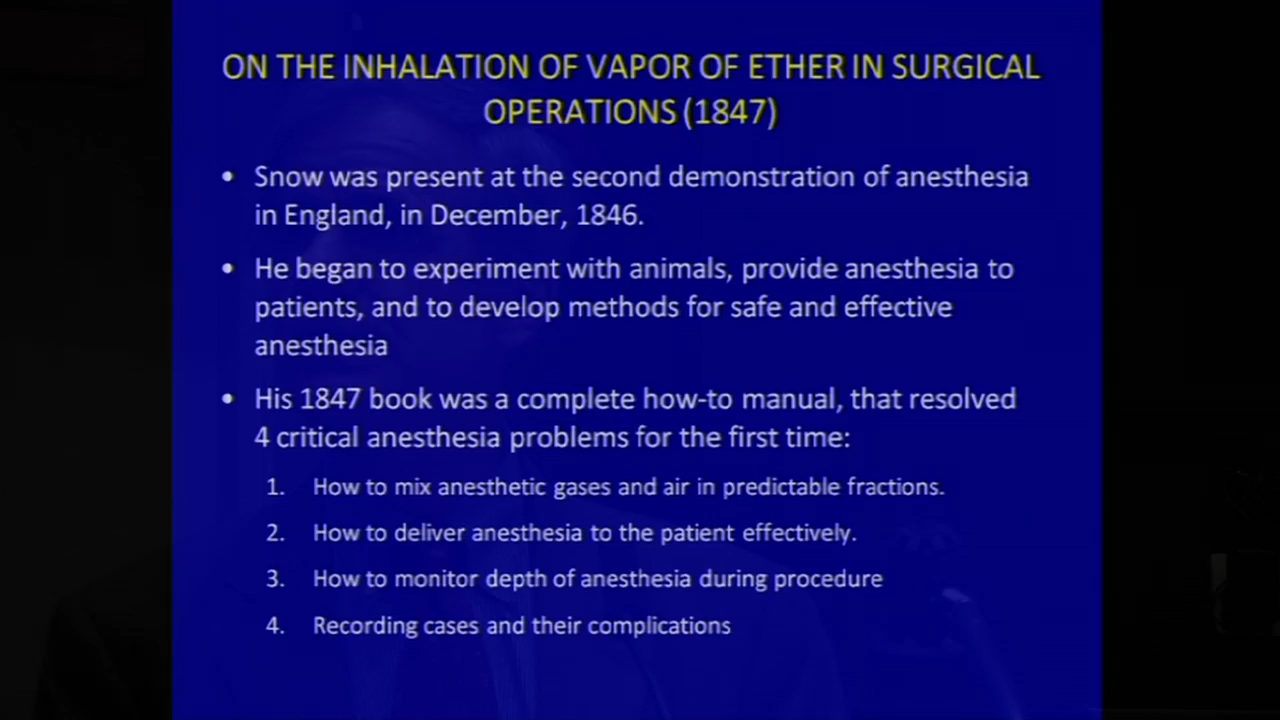 ON THE INHALATION OF VAPOR OF ETHER IN SURGICAL
OPERATIONS (1847)
• Snow was present at the second demonstration of anesthesia
in England, in December, 1846.
• He began to experiment with animals, provide anesthesia to
patients, and to develop methods for safe and effective
anesthesia
• His 1847 book was a complete how-to manual, that resolved
4 critical anesthesia problems for the first time:
1. How to mix anesthetic gases and air in predictable fractions.
2. How to deliver anesthesia to the patient effectively.
3. How to monitor depth of anesthesia during procedure
4. Recording cases and their complications